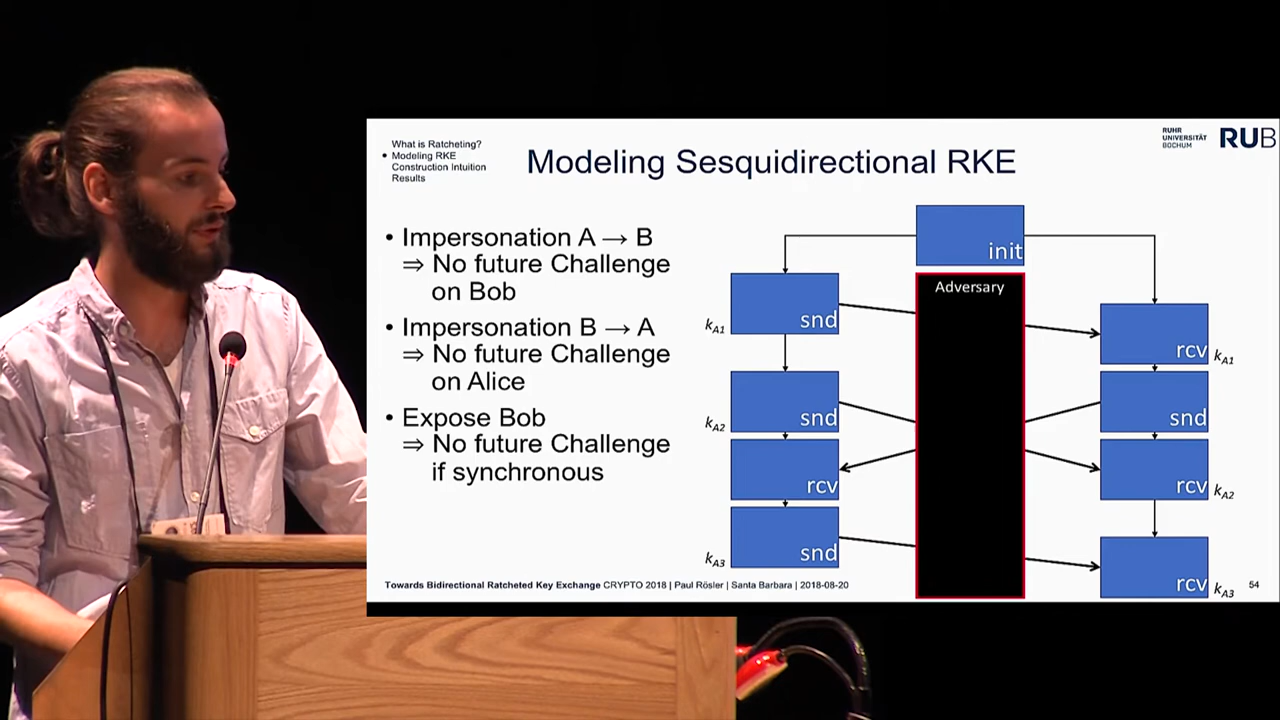 What is Ratcheting?
• Modeling RKE
Construction Intuition
Results
Modeling Sesquidirectional RKE
RUHR
UNIVERSITÄT
BOCHUM
RUB
• Impersonation A → B
⇒ No future Challenge
on Bob
• Impersonation B → A
⇒ No future Challenge
on Alice
• Expose Bob
⇒ No future Challenge
if synchronous
init
Adversary
snd
kA1
rcv
kA1
snd
kA2
snd
rcv
rcv
kA2
snd
kA3
rcv
kA3
Towards Bidirectional Ratcheted Key Exchange CRYPTO 2018 | Paul Rösler | Santa Barbara | 2018-08-20
54